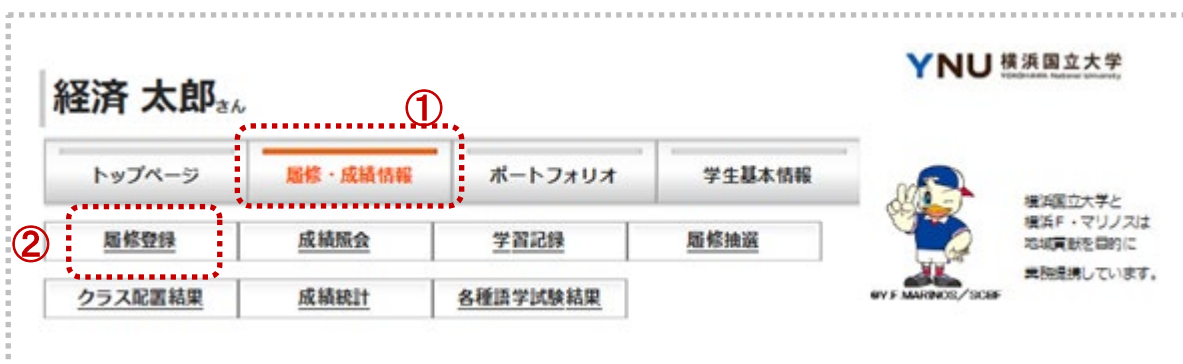 YNU 横浜国立大学
YOKOHAMA National University
経済 太郎さん
①
トップページ
履修・成績情報
ポートフォリオ
学生基本情報
②
履修登録
成績照会
学習記録
履修抽選
クラス配置結果
成績統計
各種語学試験結果
横浜国立大学と
横浜F・マリノスは
地域貢献を目的に
業務提携しています。
©Y.F.MARINOS/SCBF